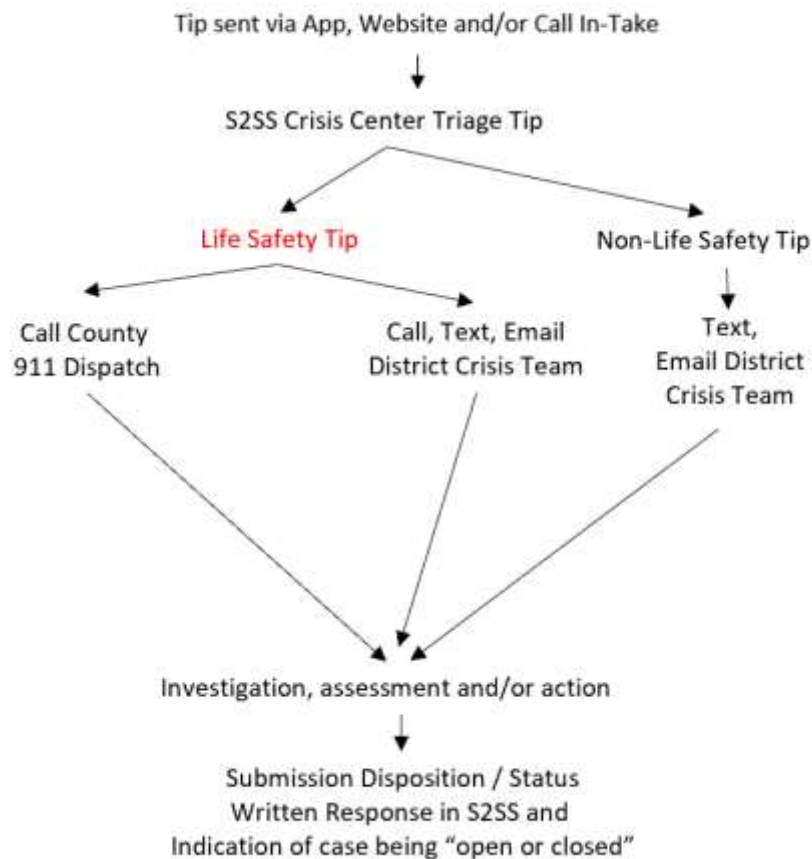 Tip sent via App, Website and/or Call In-Take
S2SS Crisis Center Triage Tip
Life Safety Tip
Non-Life Safety Tip
Call County
911 Dispatch
Call, Text, Email
District Crisis Team
Text,
Email District
Crisis Team
Investigation, assessment and/or action
Submission Disposition / Status
Written Response in S2SS and
Indication of case being “open or closed”